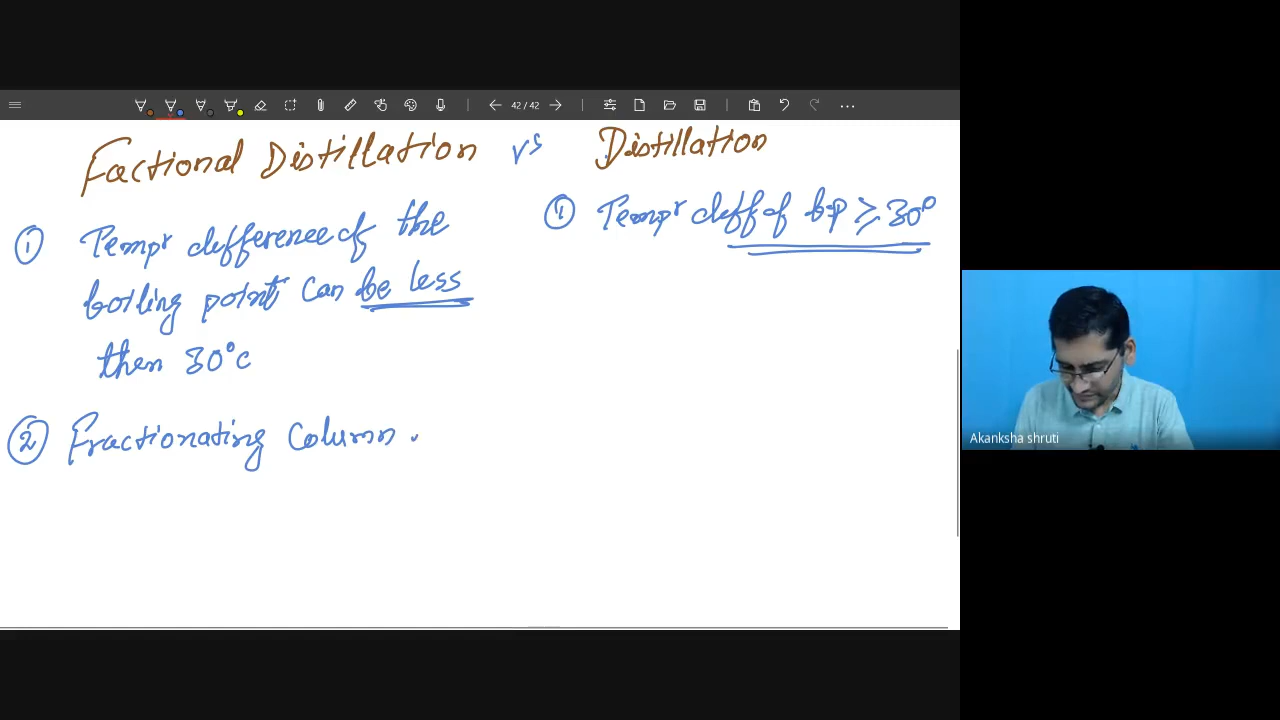 42 / 42
Factional Distillation vs Distillation
① Tempr difference of the
boiling point can be less
then 30°c
① Tempr diff of b.p ≥ 30°
② Fractionating Column .
Akanksha shruti